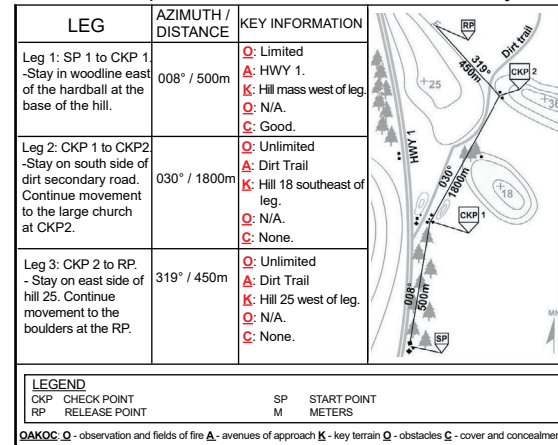 LEG
AZIMUTH /
DISTANCE
KEY INFORMATION
Leg 1: SP 1 to CKP 1.
-Stay in woodline east
of the hardball at the
base of the hill.
008° / 500m
O: Limited
A: HWY 1.
K: Hill mass west of leg.
O: N/A.
C: Good.
Leg 2: CKP 1 to CKP2.
-Stay on south side of
dirt secondary road.
Continue movement
to the large church
at CKP2.
030° / 1800m
O: Unlimited
A: Dirt Trail
K: Hill 18 southeast of
leg.
O: N/A.
C: None.
Leg 3: CKP 2 to RP.
- Stay on east side of
hill 25. Continue
movement to the
boulders at the RP.
319° / 450m
O: Unlimited
A: Dirt Trail
K: Hill 25 west of leg.
O: N/A.
C: None.
RP
Dirt trail
319°
450m
CKP 2
25
HWY 1
030°
1800m
18
CKP 1
008°
500m
SP
LEGEND
CKP CHECK POINT SP START POINT
RP RELEASE POINT M METERS
OAKOC: O - observation and fields of fire A - avenues of approach K - key terrain O - obstacles C - cover and concealmen